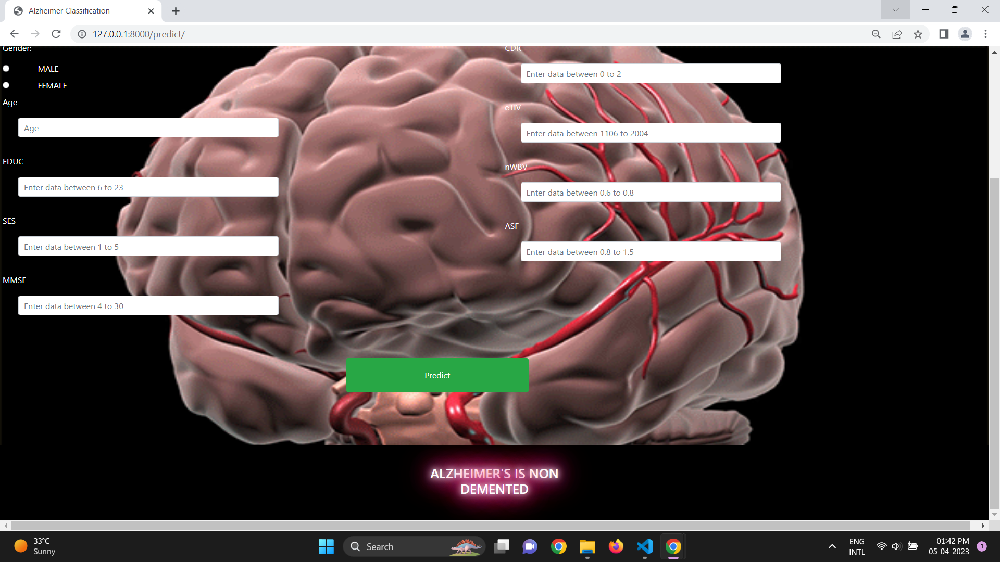 Alzheimer Classification
127.0.0.1:8000/predict/
Gender:
MALE
FEMALE
Age
Age
EDUC
Enter data between 6 to 23
SES
Enter data between 1 to 5
MMSE
Enter data between 4 to 30
CDR
Enter data between 0 to 2
eTIV
Enter data between 1106 to 2004
nWBV
Enter data between 0.6 to 0.8
ASF
Enter data between 0.8 to 1.5
Predict
ALZHEIMER'S IS NON
DEMENTED
33°C
Sunny
Search
ENG
INTL
01:42 PM
05-04-2023
1